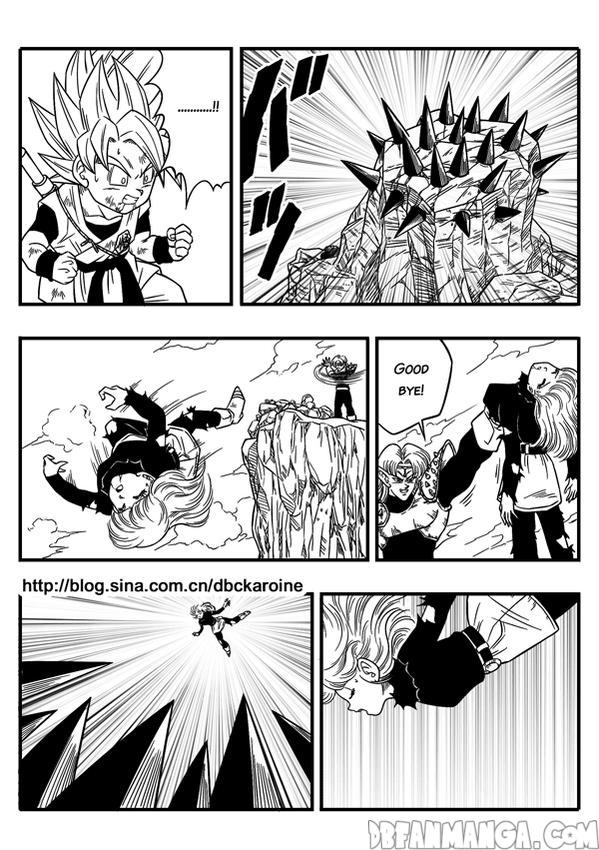 ...........!!
GOOD
BYE!
http://blog.sina.com.cn/dbckaroine
DBFANMANGA.COM